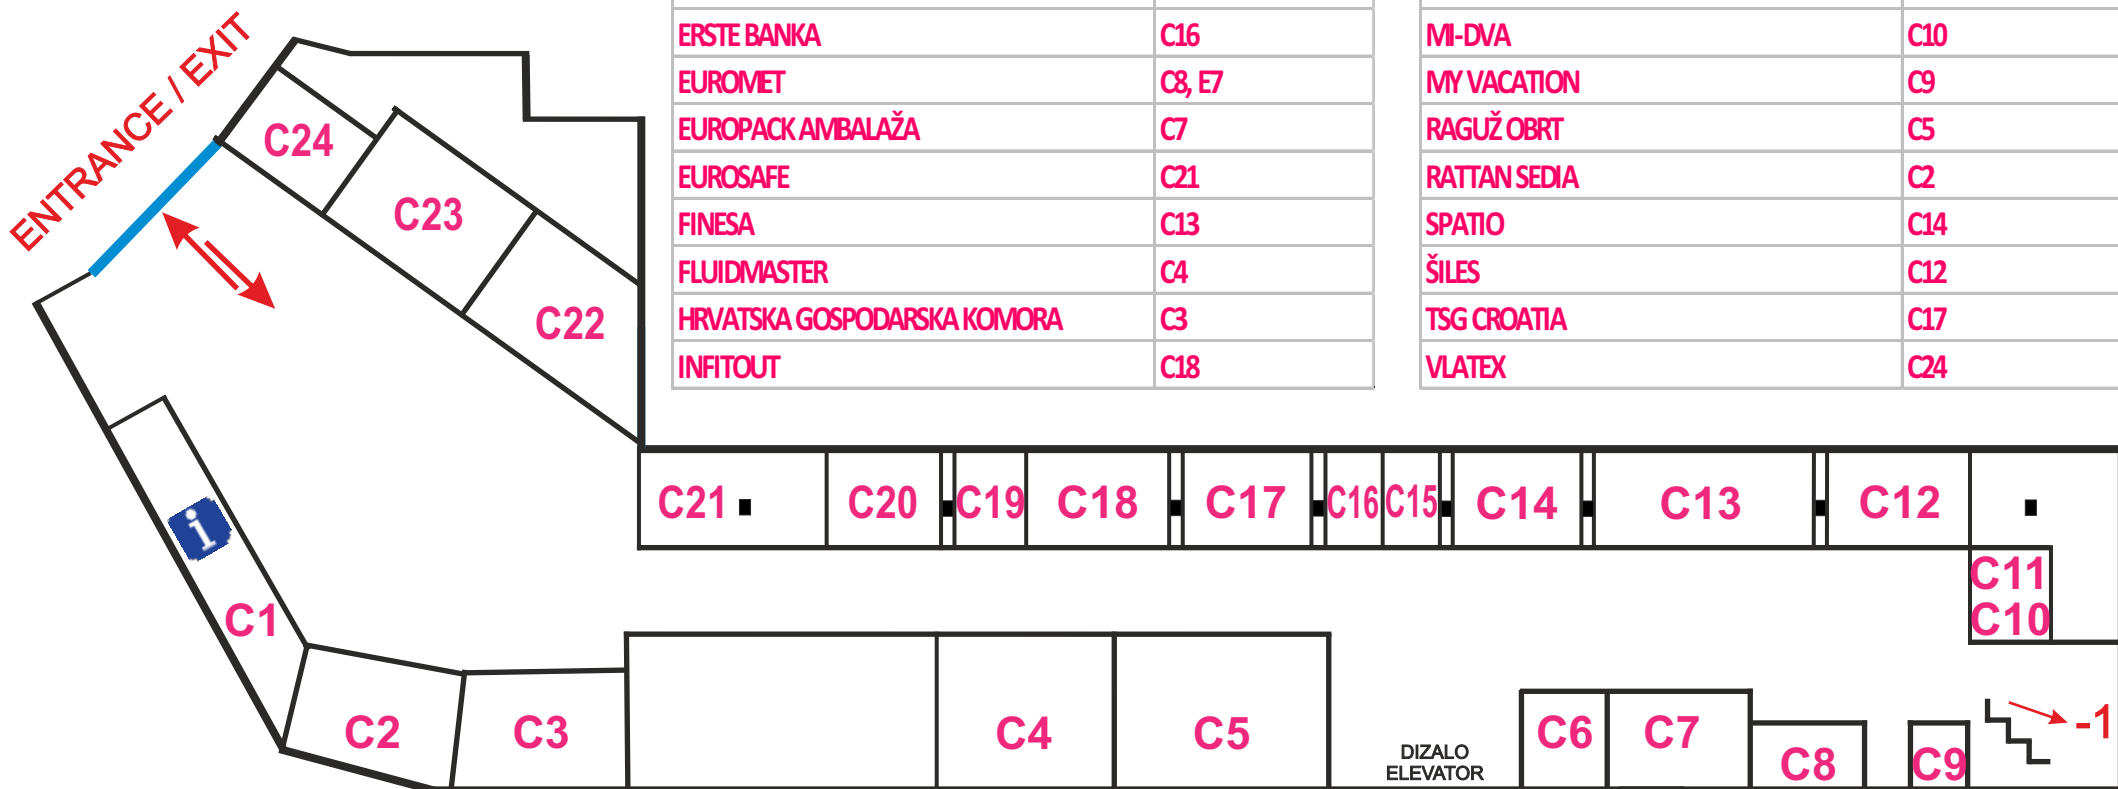 ENTRANCE / EXIT
ERSTE BANKA C16
EUROMET C8, E7
EUROPACK AMBALAŽA C7
EUROSAFE C21
FINESA C13
FLUIDMASTER C4
HRVATSKA GOSPODARSKA KOMORA C3
INFITOUT C18
MI-DVA C10
MY VACATION C9
RAGUŽ OBRT C5
RATTAN SEDIA C2
SPATIO C14
ŠILES C12
TSG CROATIA C17
VLATEX C24
C24
C23
C22
C21 C20 C19 C18 C17 C16 C15 C14 C13 C12
C11
C10
i
C1
C2 C3 C4 C5 C6 C7 C8 C9
DIZALO
ELEVATOR
-1